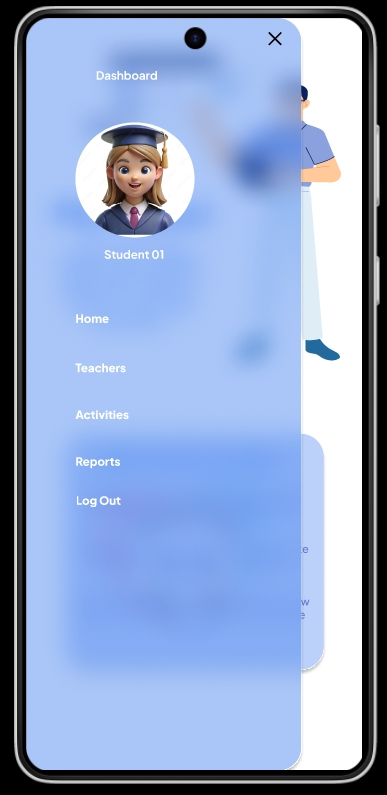 Dashboard
Student 01
Home
Teachers
Activities
Reports
Log Out